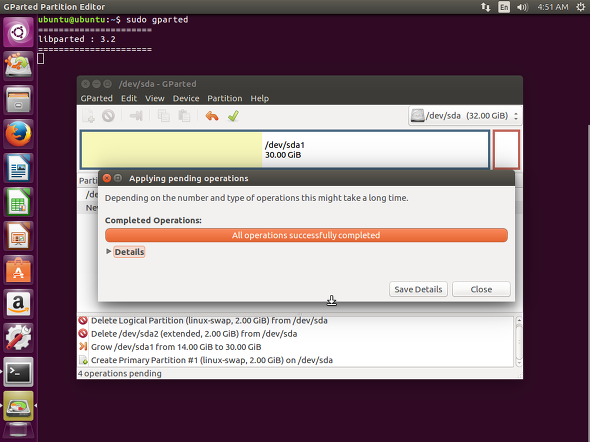 GParted Partition Editor
En
4:51 AM
ubuntu@ubuntu:~$ sudo gparted
======================
libparted : 3.2
======================
/dev/sda - GParted
GParted Edit View Device Partition Help
/dev/sda (32.00 GiB)
/dev/sda1
30.00 GiB
Applying pending operations
Depending on the number and type of operations this might take a long time.
Completed Operations:
All operations successfully completed
Details
Save Details
Close
Delete Logical Partition (linux-swap, 2.00 GiB) from /dev/sda
Delete /dev/sda2 (extended, 2.00 GiB) from /dev/sda
Grow /dev/sda1 from 14.00 GiB to 30.00 GiB
Create Primary Partition #1 (linux-swap, 2.00 GiB) on /dev/sda
4 operations pending